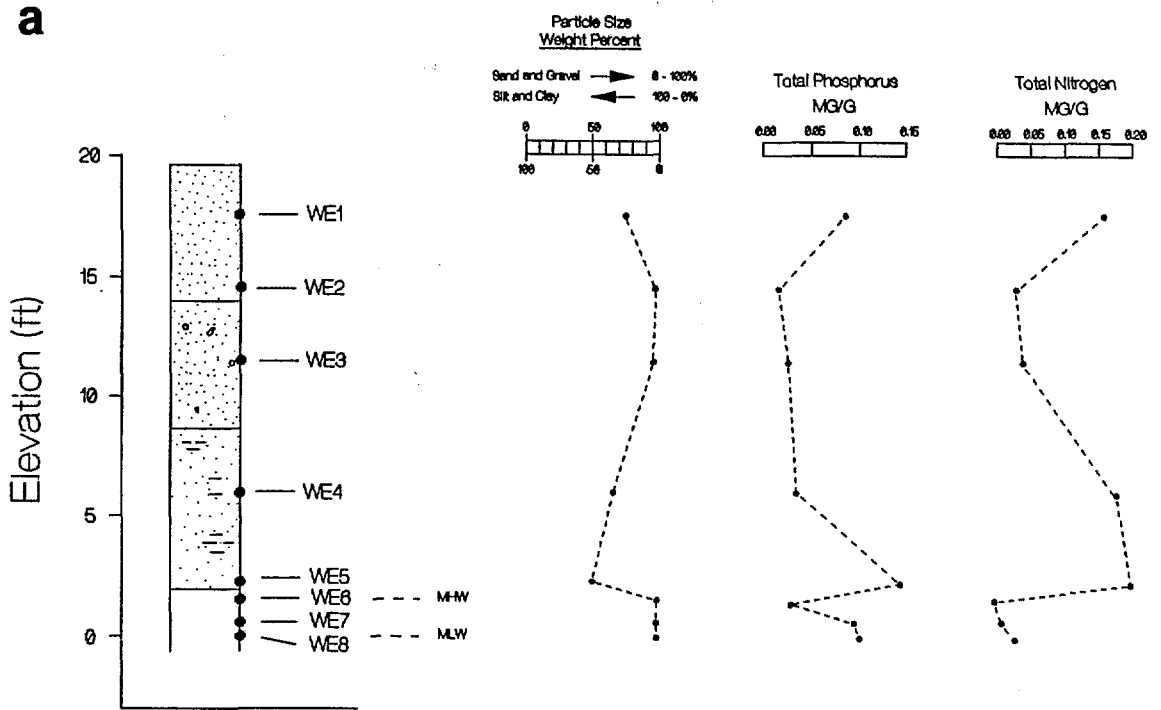 a
Particle Size
Weight Percent
Sand and Gravel 0 - 100%
Silt and Clay 100 - 0%
0 50 100
100 50 0
Total Phosphorus
MG/G
0.00 0.05 0.10 0.15
Total Nitrogen
MG/G
0.00 0.05 0.10 0.15 0.20
Elevation (ft)
20
15
10
5
0
WE1
WE2
WE3
WE4
WE5
WE6 MHW
WE7
WE8 MLW